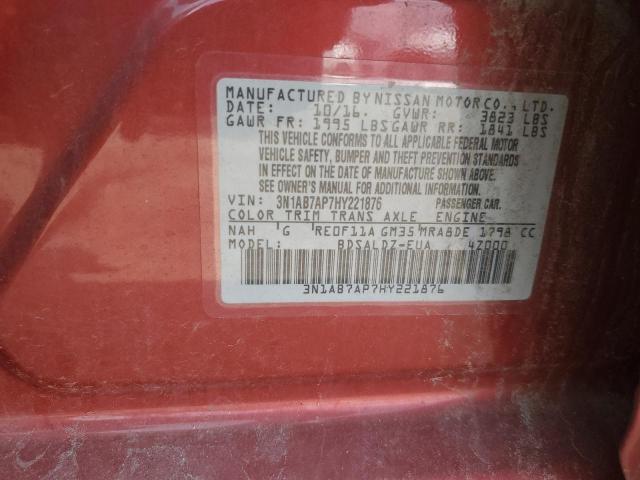 MANUFACTURED BY NISSAN MOTOR CO., LTD.
DATE: 10/16. GVWR: 3823 LBS
GAWR FR: 1995 LBS GAWR RR: 1841 LBS
THIS VEHICLE CONFORMS TO ALL APPLICABLE FEDERAL MOTOR
VEHICLE SAFETY, BUMPER AND THEFT PREVENTION STANDARDS
IN EFFECT ON THE DATE OF MANUFACTURE SHOWN ABOVE.
SEE OWNER'S MANUAL FOR ADDITIONAL INFORMATION.
VIN: 3N1AB7AP7HY221876 PASSENGER CAR.
COLOR TRIM TRANS AXLE ENGINE
NAH G RE0F11A GM35 MRA8DE 1798 CC
MODEL: BDSALDZ-EUA 4Z000
3N1AB7AP7HY221876